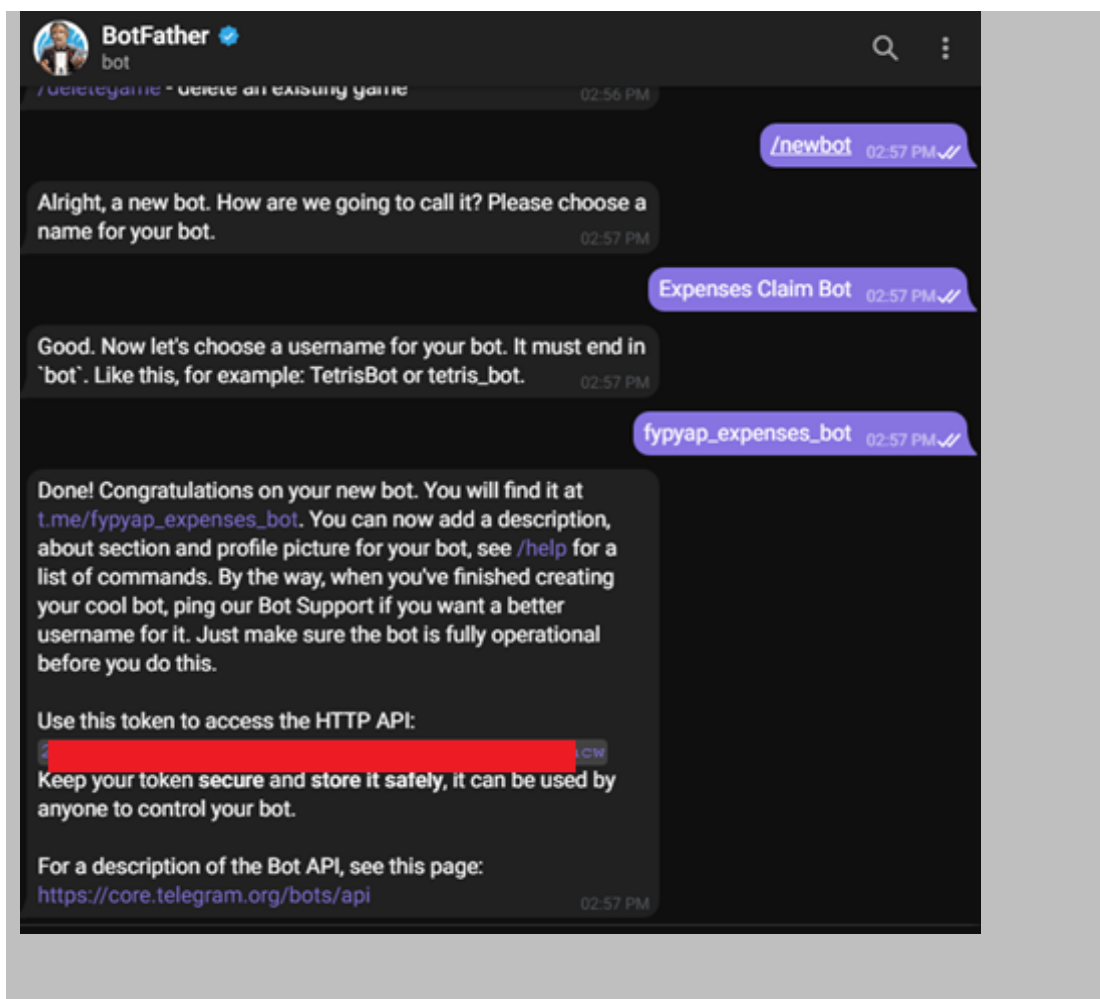 BotFather
bot
/deletegame - delete an existing game 02:56 PM
/newbot 02:57 PM
Alright, a new bot. How are we going to call it? Please choose a
name for your bot. 02:57 PM
Expenses Claim Bot 02:57 PM
Good. Now let's choose a username for your bot. It must end in
`bot`. Like this, for example: TetrisBot or tetris_bot. 02:57 PM
fypyap_expenses_bot 02:57 PM
Done! Congratulations on your new bot. You will find it at
t.me/fypyap_expenses_bot. You can now add a description,
about section and profile picture for your bot, see /help for a
list of commands. By the way, when you've finished creating
your cool bot, ping our Bot Support if you want a better
username for it. Just make sure the bot is fully operational
before you do this.
Use this token to access the HTTP API:
Keep your token secure and store it safely, it can be used by
anyone to control your bot.
For a description of the Bot API, see this page:
https://core.telegram.org/bots/api 02:57 PM